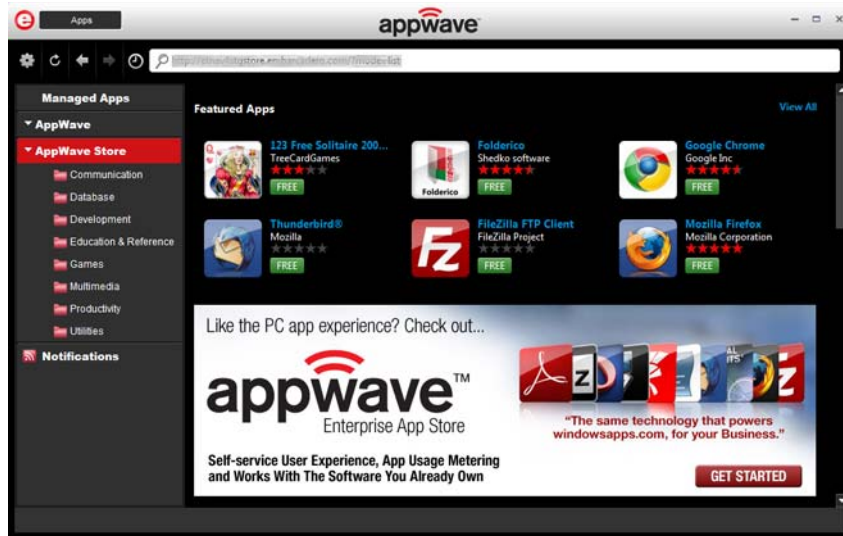 Apps
appwave
Managed Apps
AppWave
AppWave Store
Communication
Database
Development
Education & Reference
Games
Multimedia
Productivity
Utilities
Notifications
Featured Apps
View All
123 Free Solitaire 200...
TreeCardGames
FREE
Folderico
Folderico
Shedko software
FREE
Google Chrome
Google Inc
FREE
Thunderbird®
Mozilla
FREE
Fz
FileZilla FTP Client
FileZilla Project
FREE
Mozilla Firefox
Mozilla Corporation
FREE
Like the PC app experience? Check out...
appwave™
Enterprise App Store
Self-service User Experience, App Usage Metering
and Works With The Software You Already Own
"The same technology that powers
windowsapps.com, for your Business."
GET STARTED